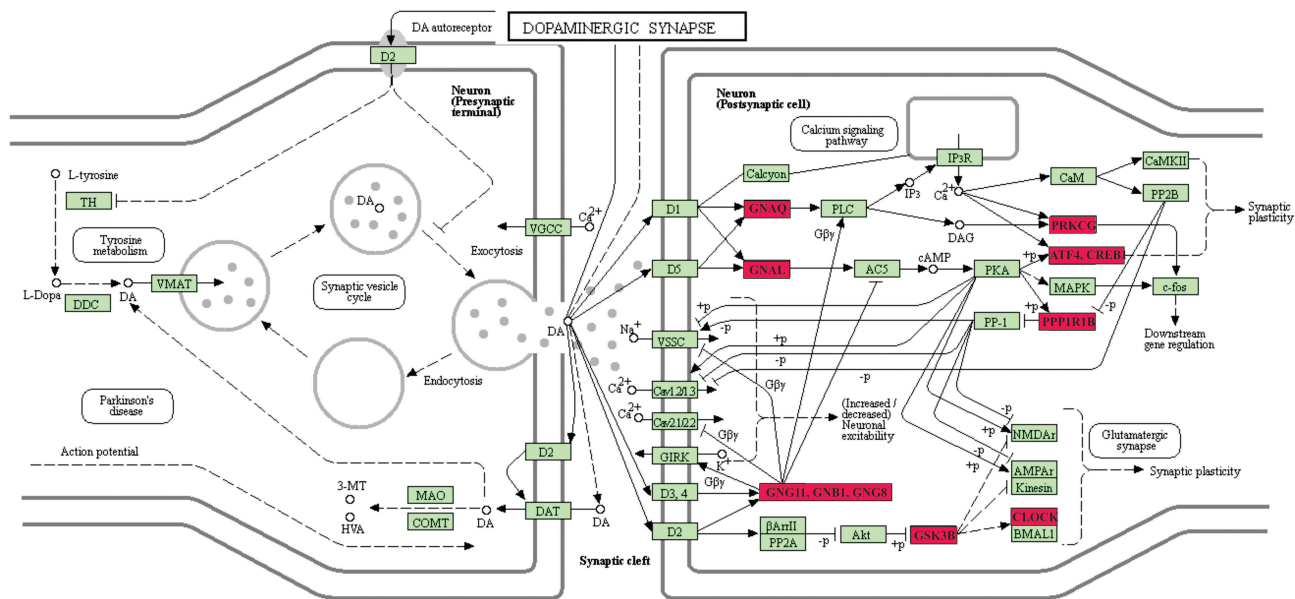 DOPAMINERGIC SYNAPSE
DA autoreceptor
D2
Neuron
(Presynaptic
terminal)
L-tyrosine
TH
Tyrosine
metabolism
L-Dopa
DDC
DA
VMAT
DA
Synaptic vesicle
cycle
Exocytosis
VGCC
Ca2+
Endocytosis
DA
Parkinson's
disease
Action potential
3-MT
HVA
MAO
COMT
DA
D2
DAT
DA
Synaptic cleft
Neuron
(Postsynaptic cell)
Calcium signaling
pathway
Calcyon
IP3R
IP3
Ca2+
CaM
CaMKII
PP2B
Synaptic
plasticity
D1
GNAQ
PLC
DAG
PRKCG
Gβγ
D5
GNAL
AC5
cAMP
PKA
+p
ATF4, CREB
MAPK
c-fos
+p
-p
PP-1
PPP1R1B
Downstream
gene regulation
Na+
VSSC
+p
-p
+p
-p
-p
Ca2+
Cav1.2/1.3
Gβγ
Ca2+
Cav2.1/2.2
Gβγ
(Increased /
decreased)
Neuronal
excitability
GIRK
K+
Gβγ
D3, 4
GNG11, GNB1, GNG8
D2
βArrII
PP2A
-p
Akt
+p
GSK3B
-p
+p
NMDAr
-p
+p
AMPAr
Kinesin
CLOCK
BMAL1
Glutamatergic
synapse
Synaptic plasticity